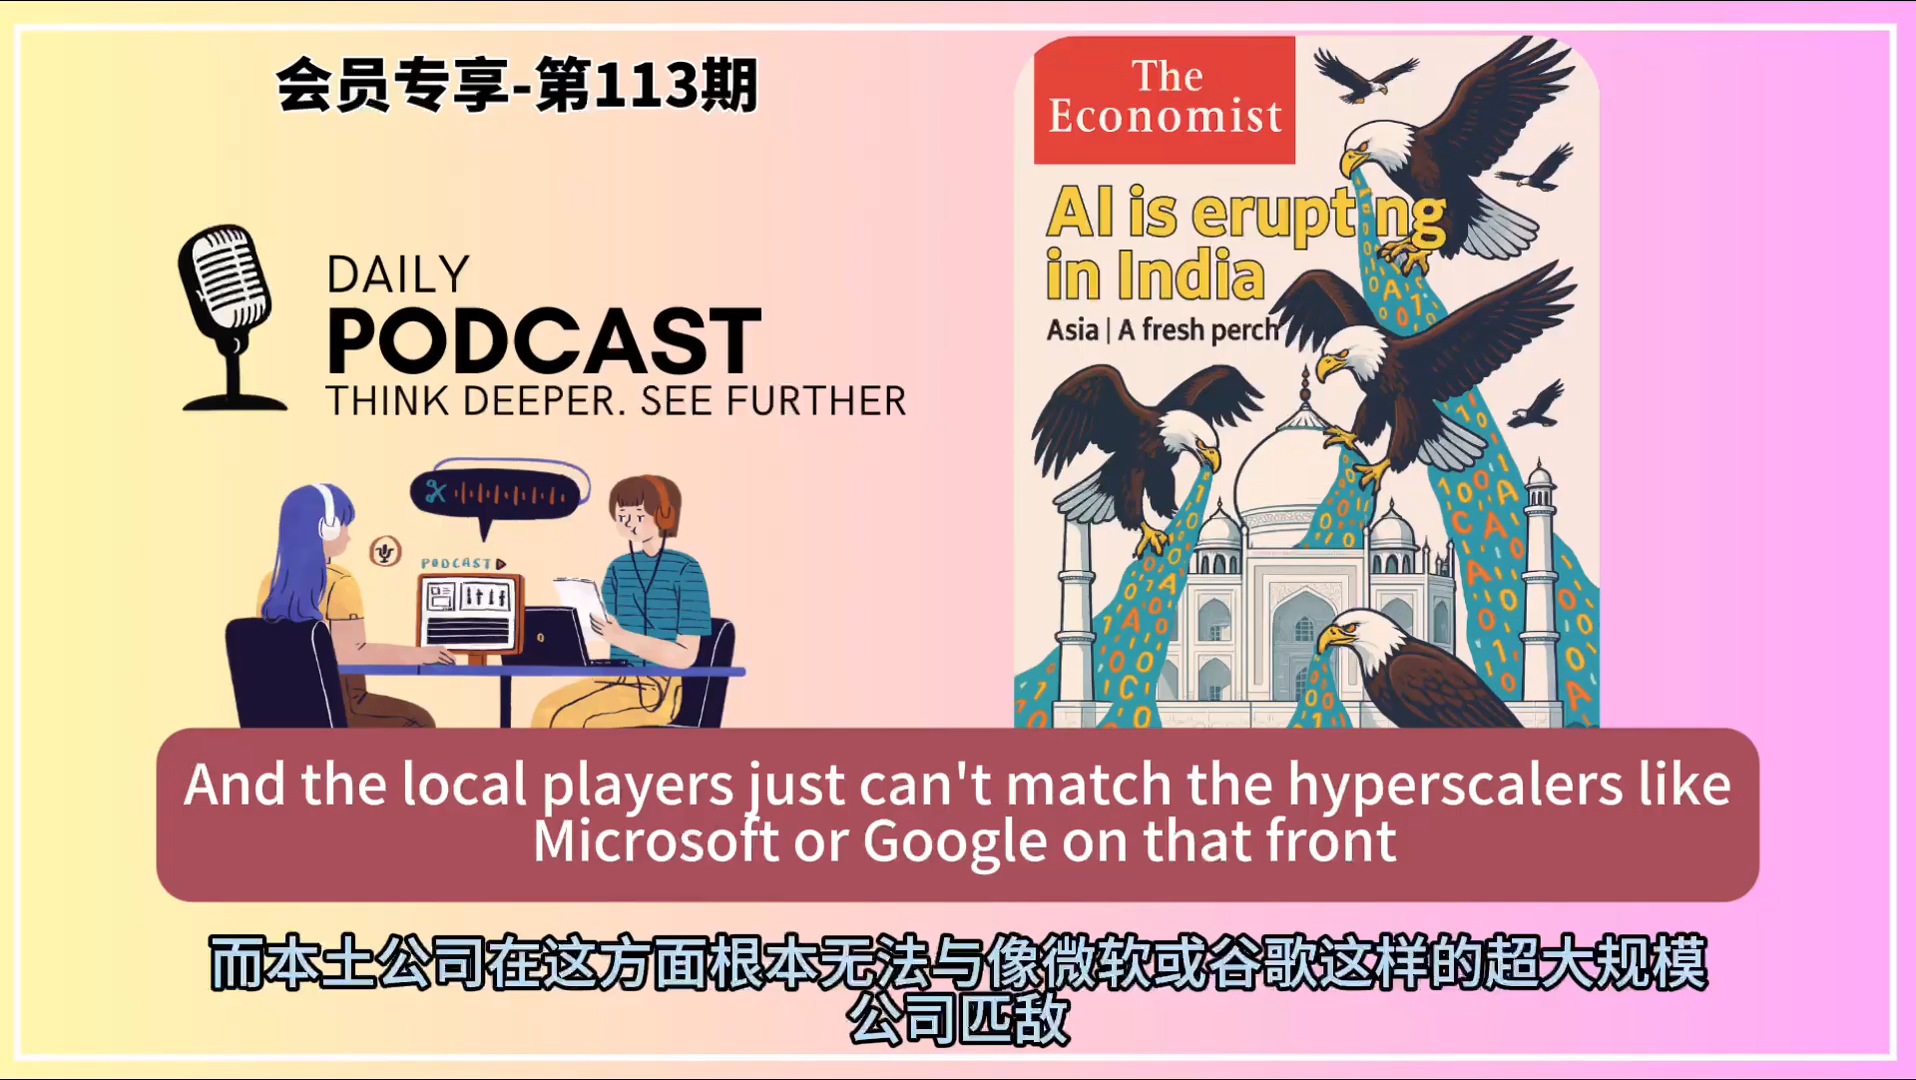 会员专享-第113期
The
Economist
AI is erupting
in India
Asia | A fresh perch
DAILY
PODCAST
THINK DEEPER. SEE FURTHER
PODCAST
And the local players just can't match the hyperscalers like
Microsoft or Google on that front
而本土公司在这方面根本无法与像微软或谷歌这样的超大规模
公司匹敌